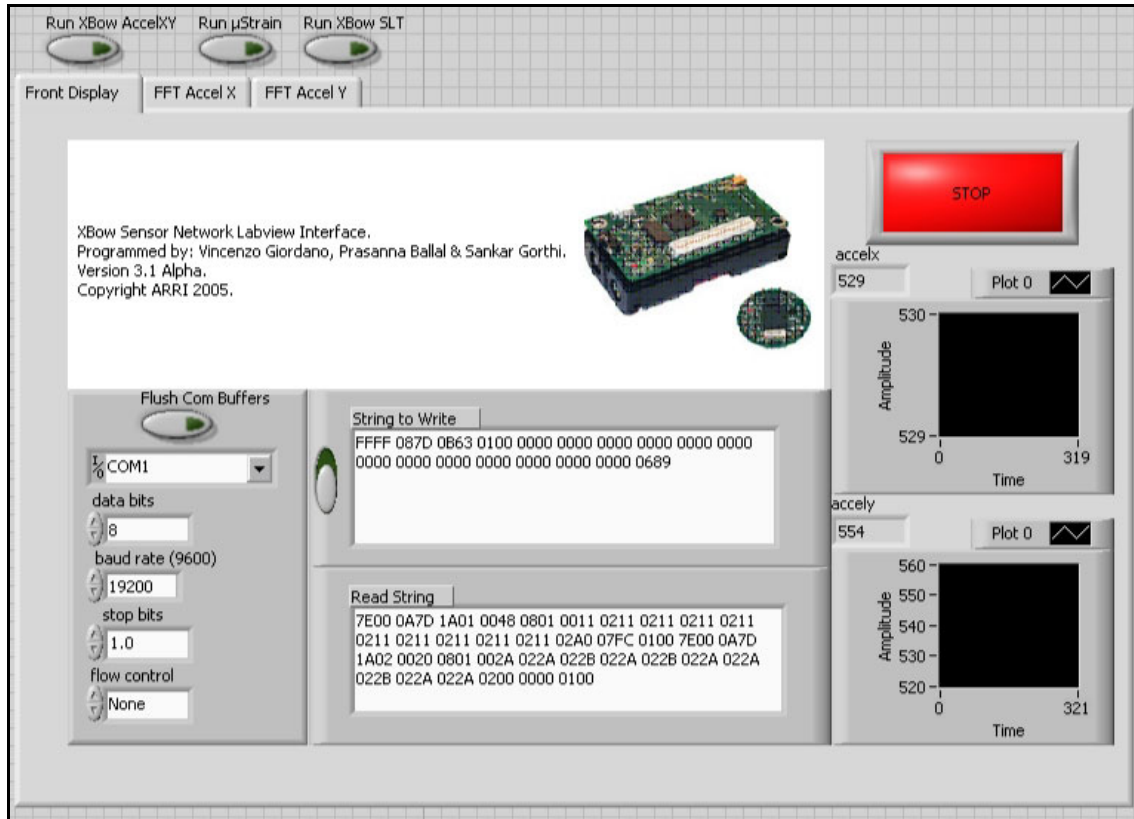 Run XBow AccelXY Run µStrain Run XBow SLT
Front Display FFT Accel X FFT Accel Y
XBow Sensor Network Labview Interface.
Programmed by: Vincenzo Giordano, Prasanna Ballal & Sankar Gorthi.
Version 3.1 Alpha.
Copyright ARRI 2005.
STOP
accelx
529
Plot 0
530
529
Amplitude
0 319
Time
Flush Com Buffers
I/O COM1
data bits
8
baud rate (9600)
19200
stop bits
1.0
flow control
None
String to Write
FFFF 087D 0B63 0100 0000 0000 0000 0000 0000 0000
0000 0000 0000 0000 0000 0000 0000 0689
Read String
7E00 0A7D 1A01 0048 0801 0011 0211 0211 0211 0211
0211 0211 0211 0211 0211 02A0 07FC 0100 7E00 0A7D
1A02 0020 0801 002A 022A 022B 022A 022B 022A 022A
022B 022A 022A 0200 0000 0100
accely
554
Plot 0
560
550
540
530
520
Amplitude
0 321
Time